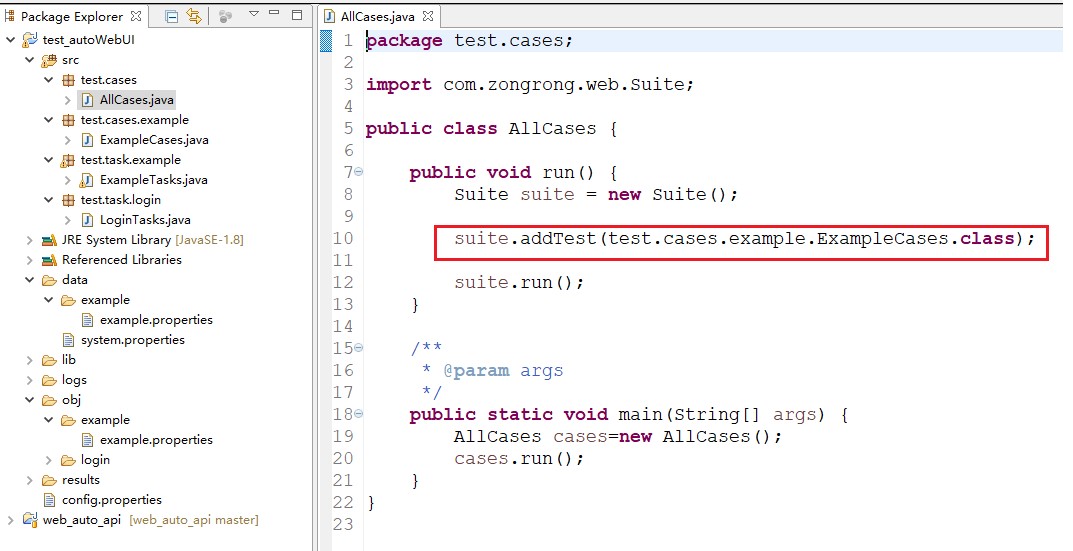 Package Explorer
test_autoWebUI
src
test.cases
AllCases.java
test.cases.example
ExampleCases.java
test.task.example
ExampleTasks.java
test.task.login
LoginTasks.java
JRE System Library [JavaSE-1.8]
Referenced Libraries
data
example
example.properties
system.properties
lib
logs
obj
example
example.properties
login
results
config.properties
web_auto_api [web_auto_api master]
AllCases.java
1 package test.cases;
2
3 import com.zongrong.web.Suite;
4
5 public class AllCases {
6
7 public void run() {
8 Suite suite = new Suite();
9
10 suite.addTest(test.cases.example.ExampleCases.class);
11
12 suite.run();
13 }
14
15 /**
16 * @param args
17 */
18 public static void main(String[] args) {
19 AllCases cases=new AllCases();
20 cases.run();
21 }
22 }
23